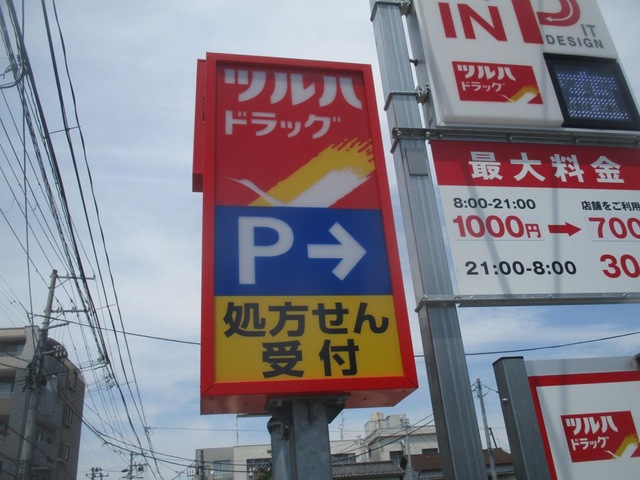 ツルハ
ドラッグ
P→
処方せん
受付
IN P IT
DESIGN
ツルハ
ドラッグ
最大料金
8:00-21:00
店舗をご利用
1000円→700
21:00-8:00
30
ツルハ
ドラッグ